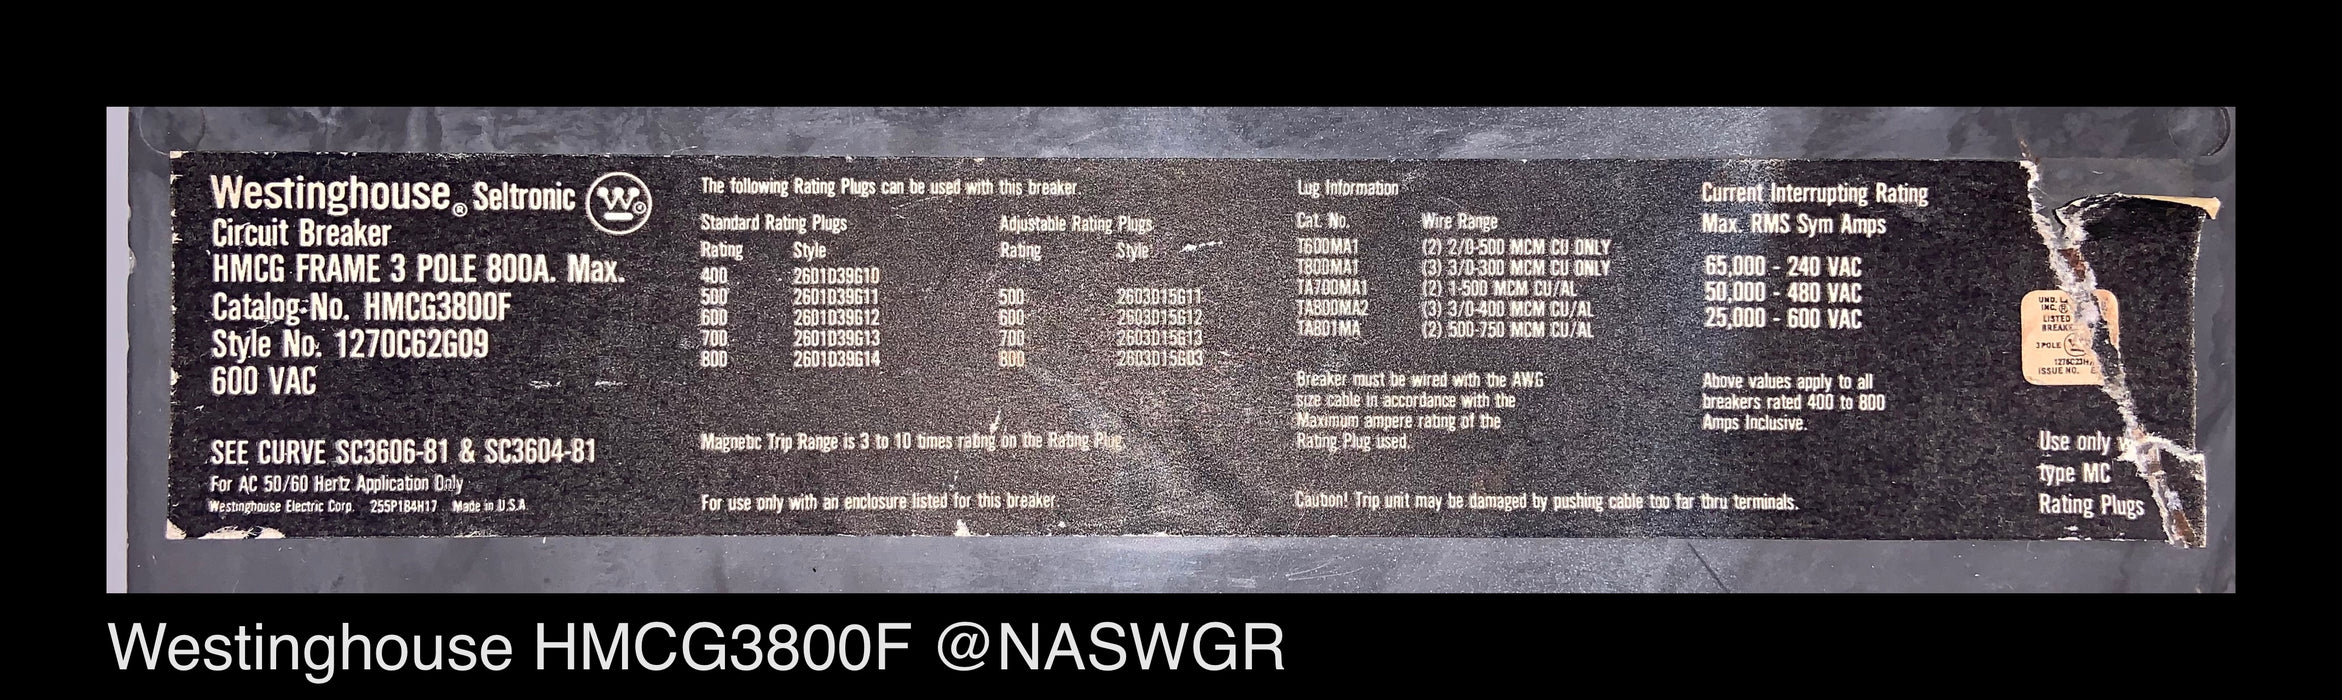 Westinghouse® Seltronic W
Circuit Breaker
HMCG FRAME 3 POLE 800A. Max.
Catalog No. HMCG3800F
Style No. 1270C62G09
600 VAC
SEE CURVE SC3606-81 & SC3604-81
For AC 50/60 Hertz Application Only
Westinghouse Electric Corp. 255P184H17 Made in U.S.A.
The following Rating Plugs can be used with this breaker.
Standard Rating Plugs
Rating Style
400 2601D39G10
500 2601D39G11
600 2601D39G12
700 2601D39G13
800 2601D39G14
Adjustable Rating Plugs
Rating Style
500 2603D15G11
600 2603D15G12
700 2603D15G13
800 2603D15G03
Magnetic Trip Range is 3 to 10 times rating on the Rating Plug.
For use only with an enclosure listed for this breaker.
Lug Information
Cat. No. Wire Range
T600MA1 (2) 2/0-500 MCM CU ONLY
T800MA1 (3) 3/0-300 MCM CU ONLY
TA700MA1 (2) 1-500 MCM CU/AL
TA800MA2 (3) 3/0-400 MCM CU/AL
TA801MA (2) 500-750 MCM CU/AL
Breaker must be wired with the AWG
size cable in accordance with the
Maximum ampere rating of the
Rating Plug used.
Caution! Trip unit may be damaged by pushing cable too far thru terminals.
Current Interrupting Rating
Max. RMS Sym Amps
65,000 - 240 VAC
50,000 - 480 VAC
25,000 - 600 VAC
Above values apply to all
breakers rated 400 to 800
Amps Inclusive.
UND. L
INC. ®
LISTED
BREAKE
3 POLE
ISSUE NO.
Use only
type MC
Rating Plugs
Westinghouse HMCG3800F @NASWGR